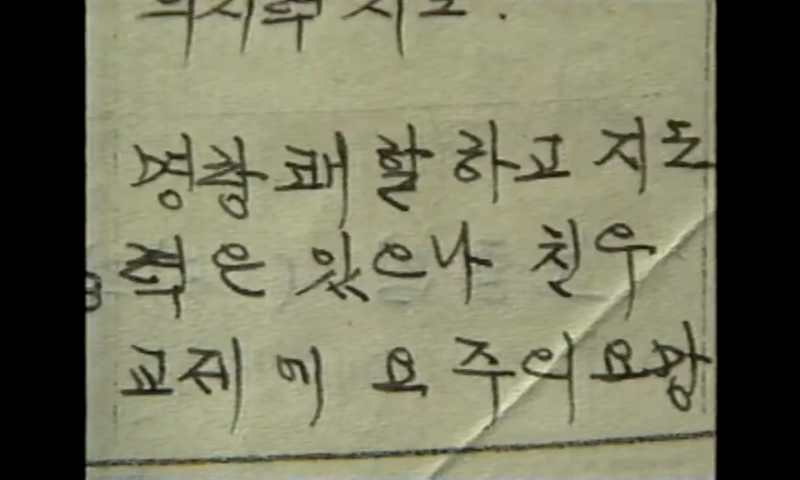 명랑쾌할하고 지도
력은 있으나 친우
교제에 요주의요망